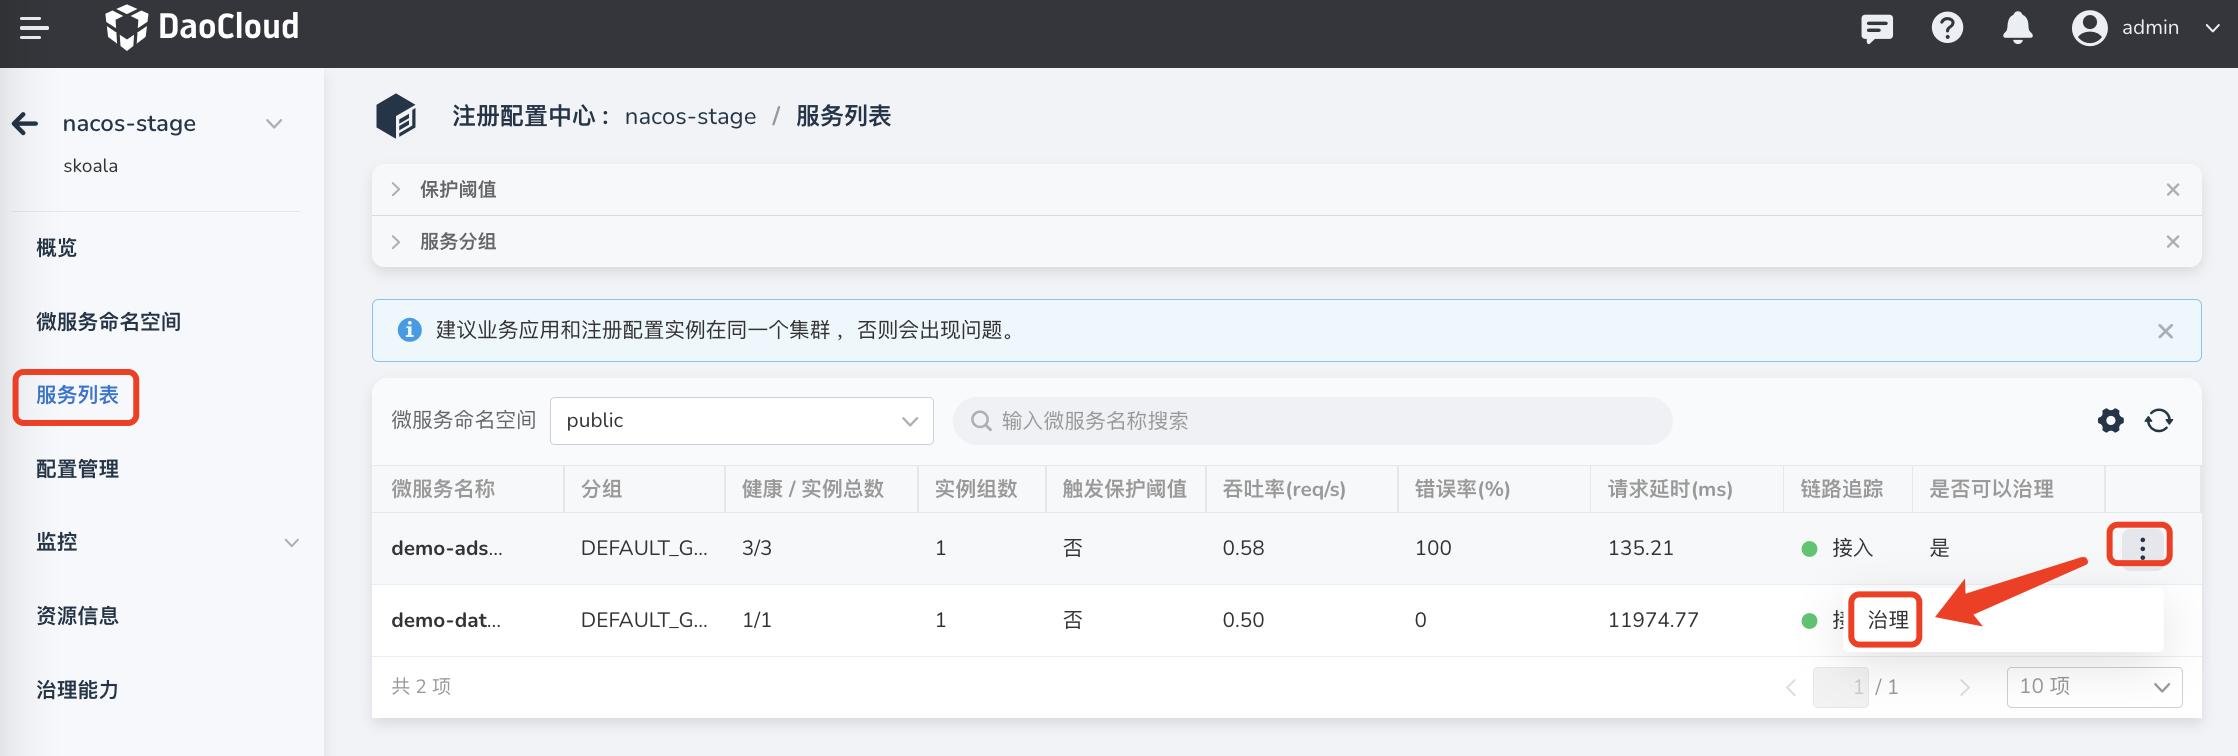 DaoCloud
admin
nacos-stage
skoala
概览
微服务命名空间
服务列表
配置管理
监控
资源信息
治理能力
注册配置中心： nacos-stage / 服务列表
保护阈值
服务分组
建议业务应用和注册配置实例在同一个集群，否则会出现问题。
微服务命名空间 public 输入微服务名称搜索
微服务名称 分组 健康 / 实例总数 实例组数 触发保护阈值 吞吐率(req/s) 错误率(%) 请求延时(ms) 链路追踪 是否可以治理
demo-ads... DEFAULT_G... 3/3 1 否 0.58 100 135.21 接入 是
demo-dat... DEFAULT_G... 1/1 1 否 0.50 0 11974.77 治理
共 2 项 1 / 1 10 项